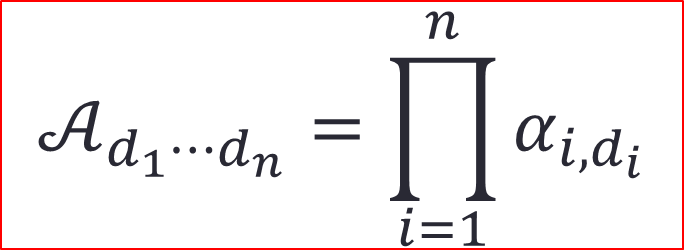 𝒜_{d_1⋯d_n} = ∏_{i=1}^{n} α_{i,d_i}